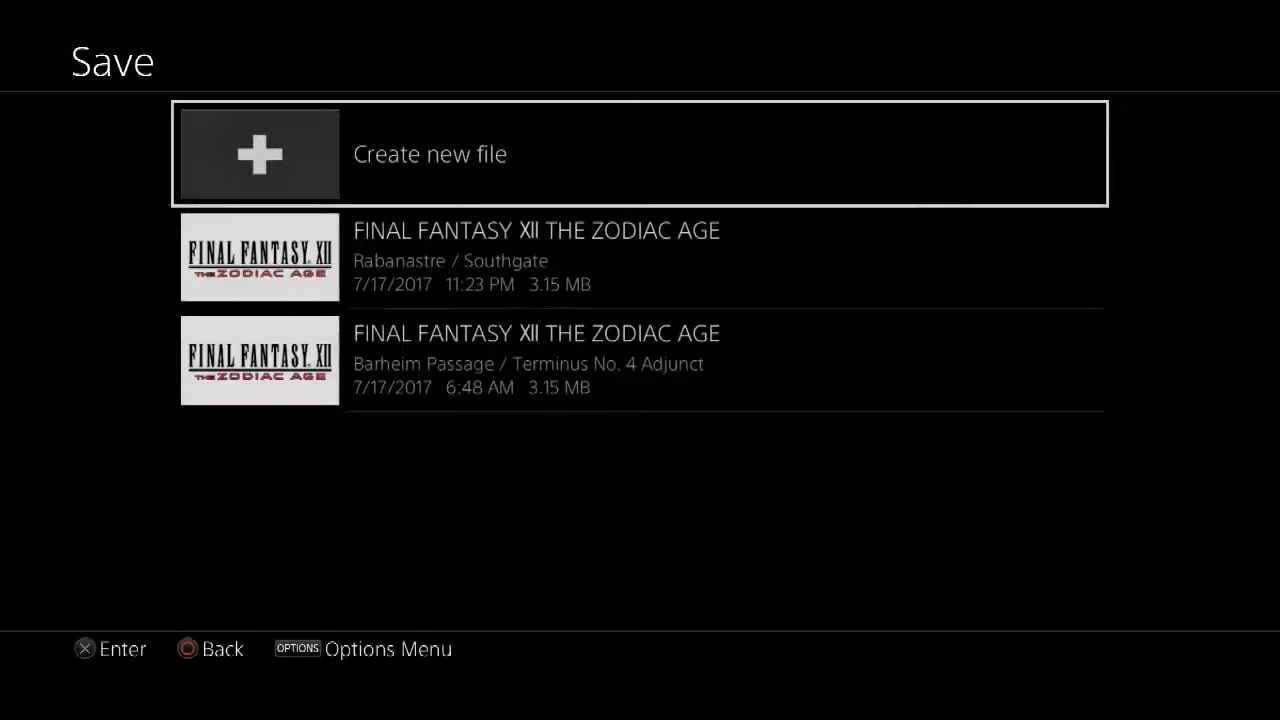 Save
Create new file
FINAL FANTASY XII THE ZODIAC AGE
Rabanastre / Southgate
7/17/2017 11:23 PM 3.15 MB
FINAL FANTASY XII
THE ZODIAC AGE
FINAL FANTASY XII THE ZODIAC AGE
Barheim Passage / Terminus No. 4 Adjunct
7/17/2017 6:48 AM 3.15 MB
FINAL FANTASY XII
THE ZODIAC AGE
Enter Back OPTIONS Options Menu